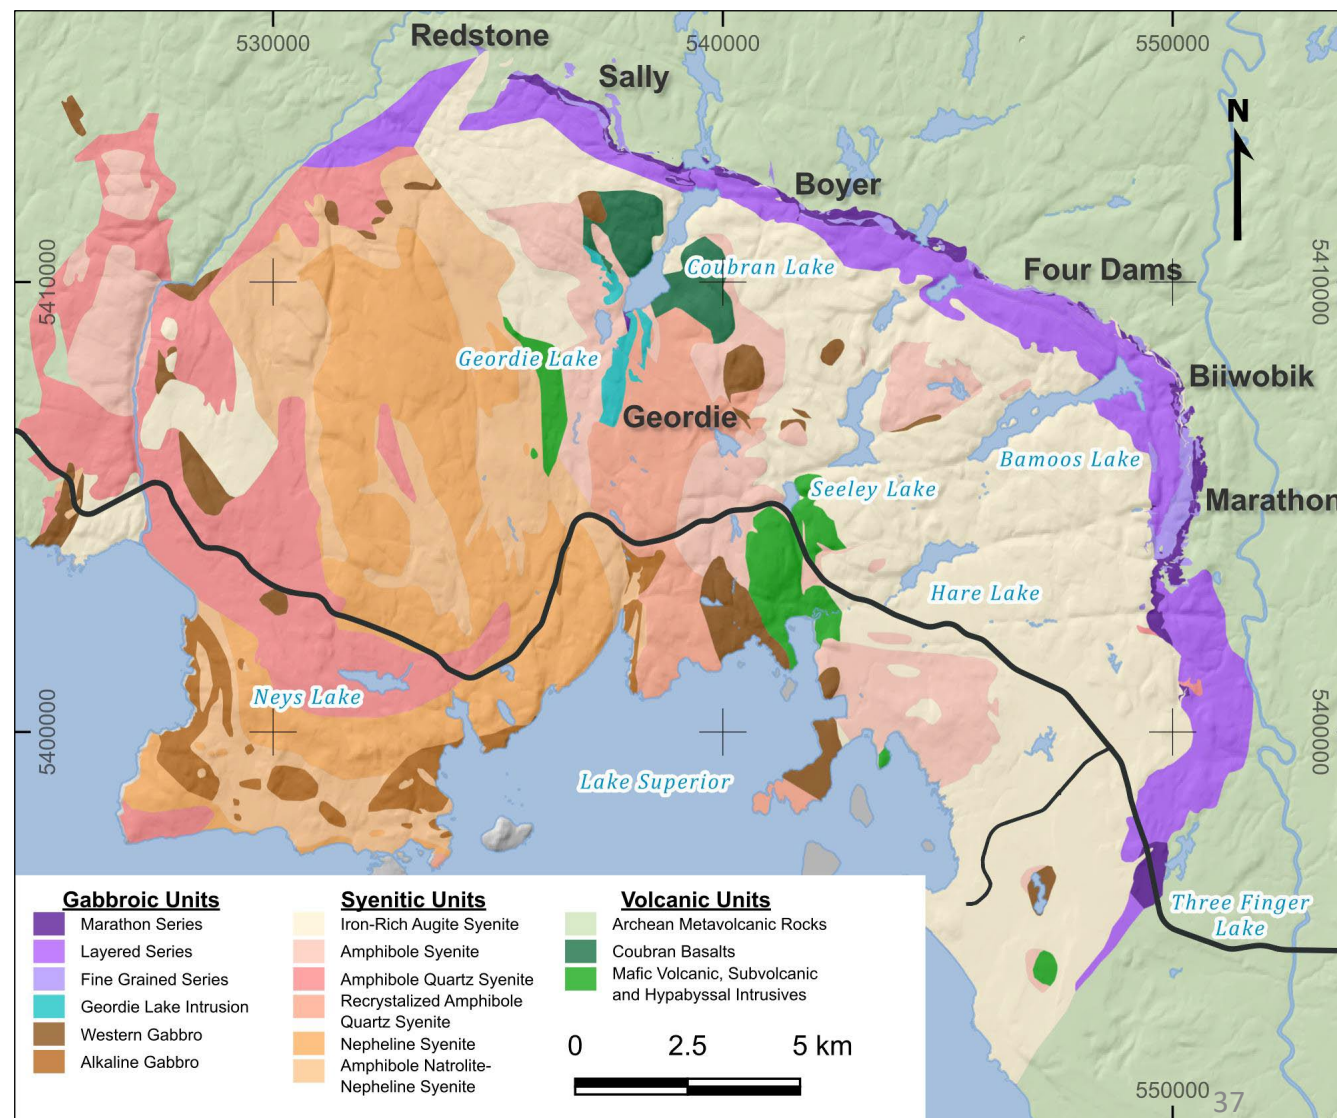 Redstone
530000
540000
550000
Sally
N
Boyer
5410000
Coubran Lake
Four Dams
5410000
Geordie Lake
Biiwobik
Geordie
Bamoos Lake
Seeley Lake
Marathon
Hare Lake
Neys Lake
5400000
5400000
Lake Superior
Three Finger
Lake
Gabbroic Units
Marathon Series
Layered Series
Fine Grained Series
Geordie Lake Intrusion
Western Gabbro
Alkaline Gabbro
Syenitic Units
Iron-Rich Augite Syenite
Amphibole Syenite
Amphibole Quartz Syenite
Recrystalized Amphibole
Quartz Syenite
Nepheline Syenite
Amphibole Natrolite-
Nepheline Syenite
Volcanic Units
Archean Metavolcanic Rocks
Coubran Basalts
Mafic Volcanic, Subvolcanic
and Hypabyssal Intrusives
0 2.5 5 km
550000
37